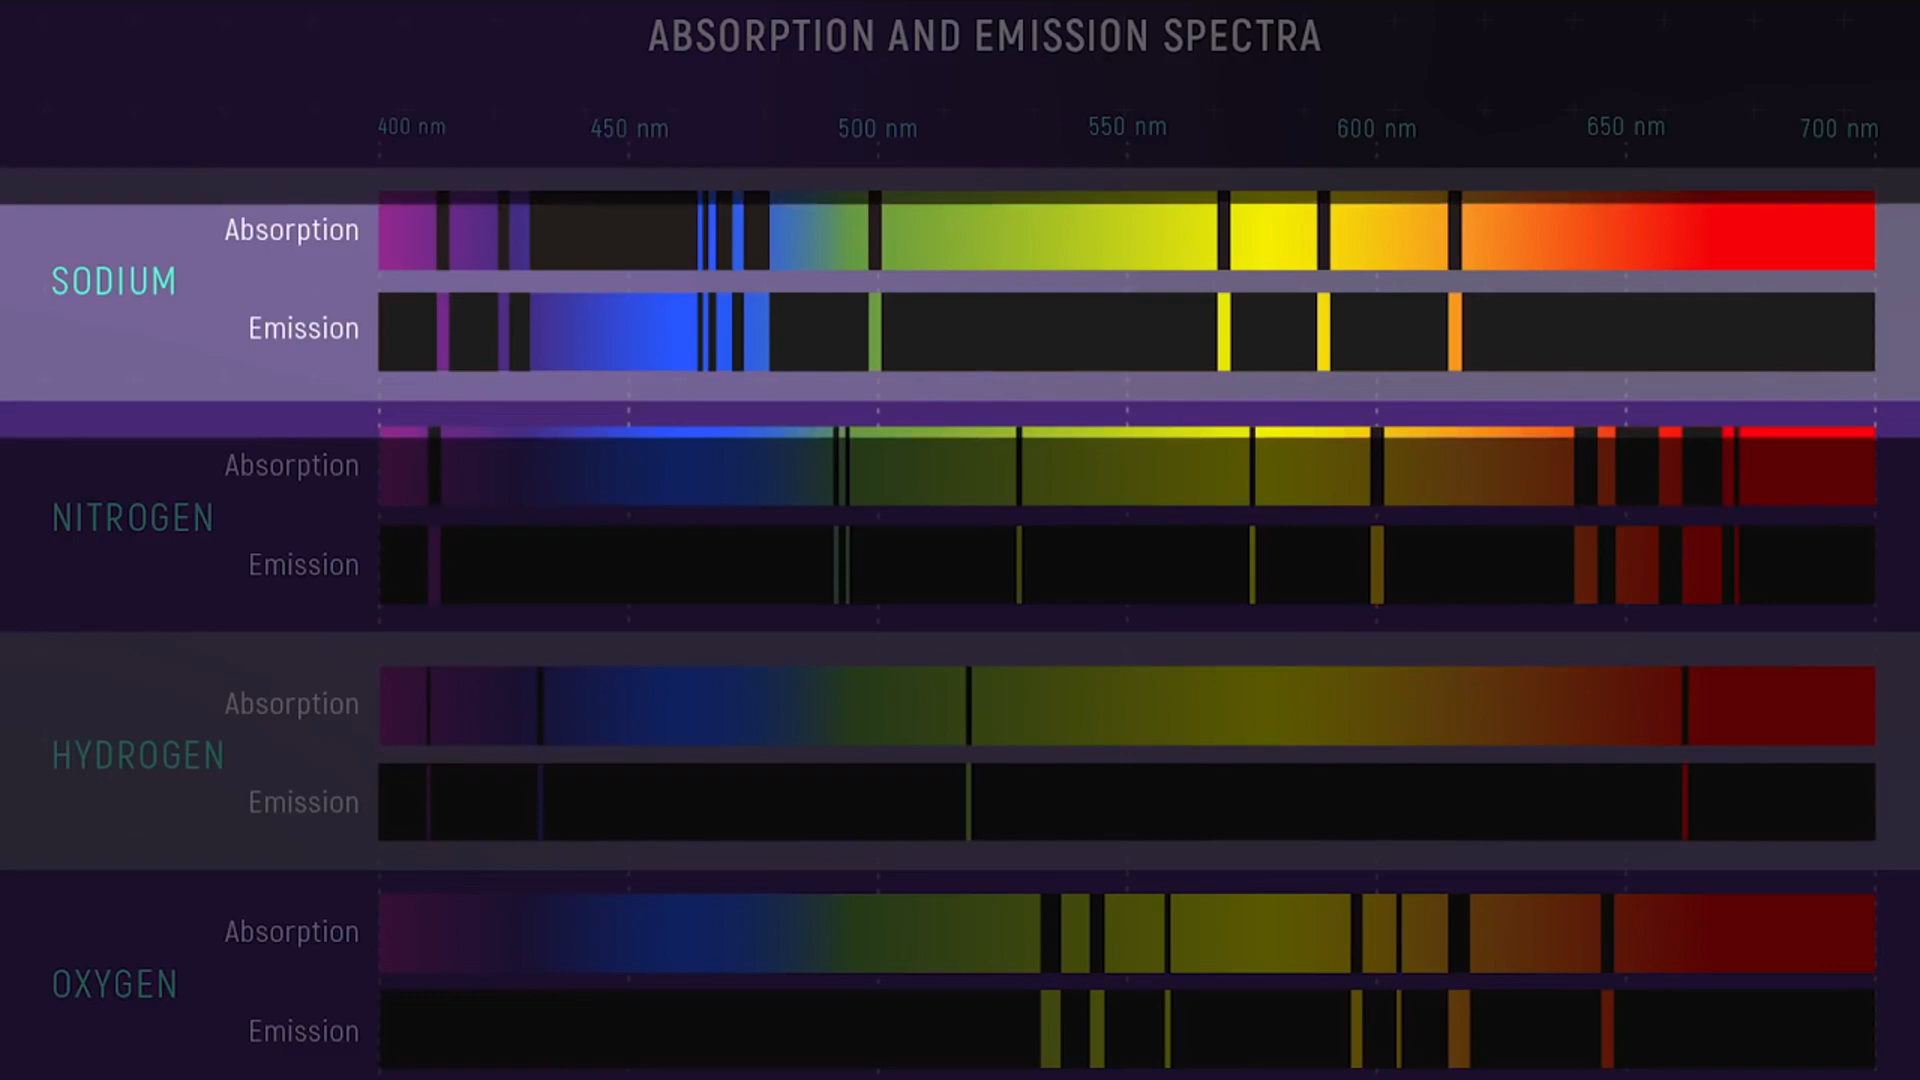 ABSORPTION AND EMISSION SPECTRA
400 nm 450 nm 500 nm 550 nm 600 nm 650 nm 700 nm
Absorption
SODIUM
Emission
Absorption
NITROGEN
Emission
Absorption
HYDROGEN
Emission
Absorption
OXYGEN
Emission